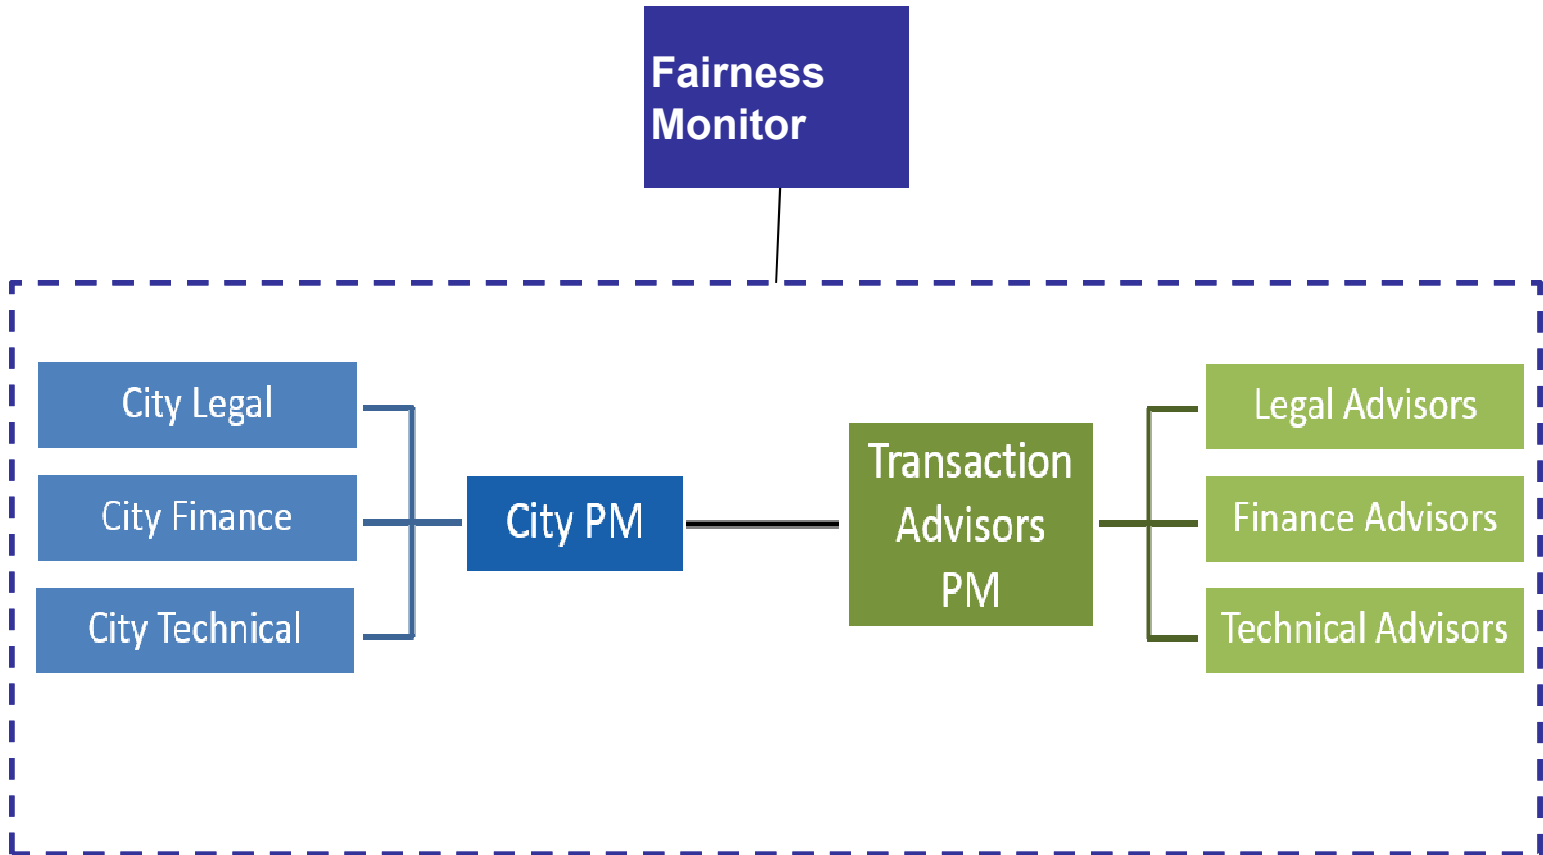 Fairness
Monitor
City Legal
City Finance
City Technical
City PM
Transaction
Advisors
PM
Legal Advisors
Finance Advisors
Technical Advisors